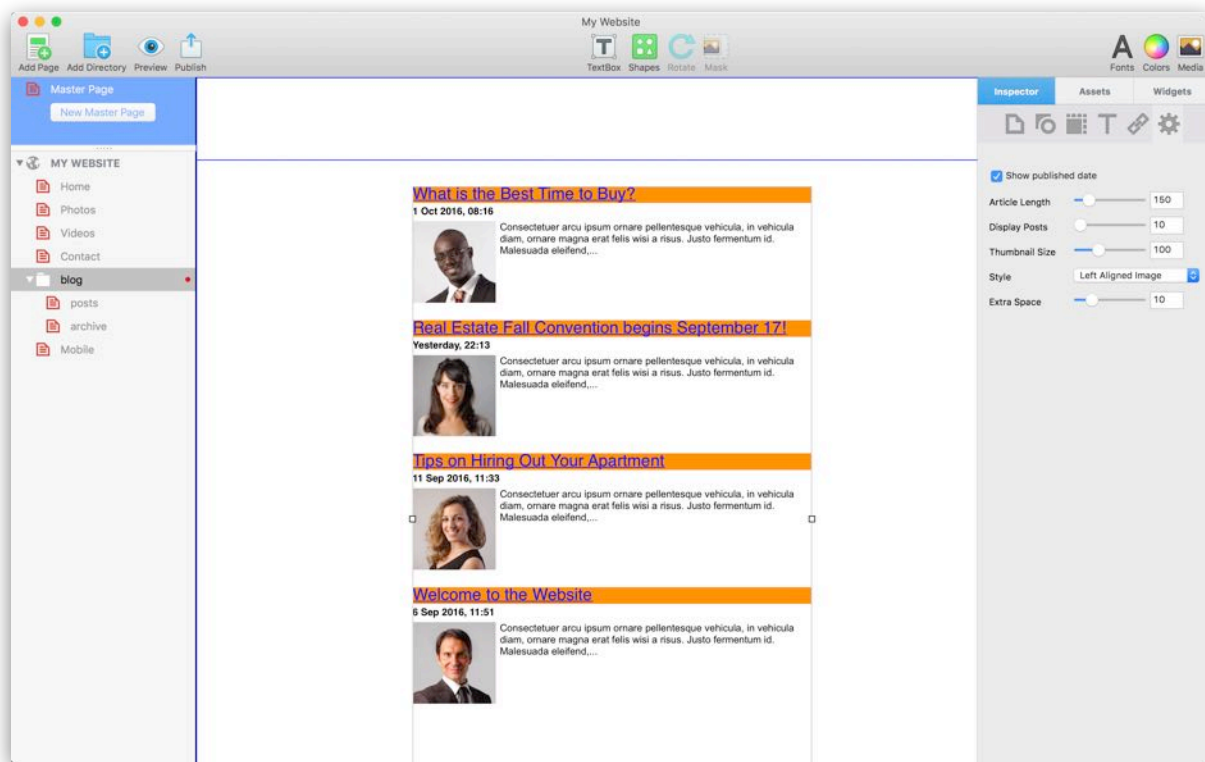 My Website
Add Page Add Directory Preview Publish
TextBox Shapes Rotate Mask
Fonts Colors Media
Master Page
New Master Page
MY WEBSITE
Home
Photos
Videos
Contact
blog
posts
archive
Mobile
What is the Best Time to Buy?
1 Oct 2016, 08:16
Consectetuer arcu ipsum ornare pellentesque vehicula, in vehicula
diam, ornare magna erat felis wisi a risus. Justo fermentum id.
Malesuada eleifend,...
Real Estate Fall Convention begins September 17!
Yesterday, 22:13
Consectetuer arcu ipsum ornare pellentesque vehicula, in vehicula
diam, ornare magna erat felis wisi a risus. Justo fermentum id.
Malesuada eleifend,...
Tips on Hiring Out Your Apartment
11 Sep 2016, 11:33
Consectetuer arcu ipsum ornare pellentesque vehicula, in vehicula
diam, ornare magna erat felis wisi a risus. Justo fermentum id.
Malesuada eleifend,...
Welcome to the Website
6 Sep 2016, 11:51
Consectetuer arcu ipsum ornare pellentesque vehicula, in vehicula
diam, ornare magna erat felis wisi a risus. Justo fermentum id.
Malesuada eleifend,...
Inspector Assets Widgets
Show published date
Article Length 150
Display Posts 10
Thumbnail Size 100
Style Left Aligned Image
Extra Space 10